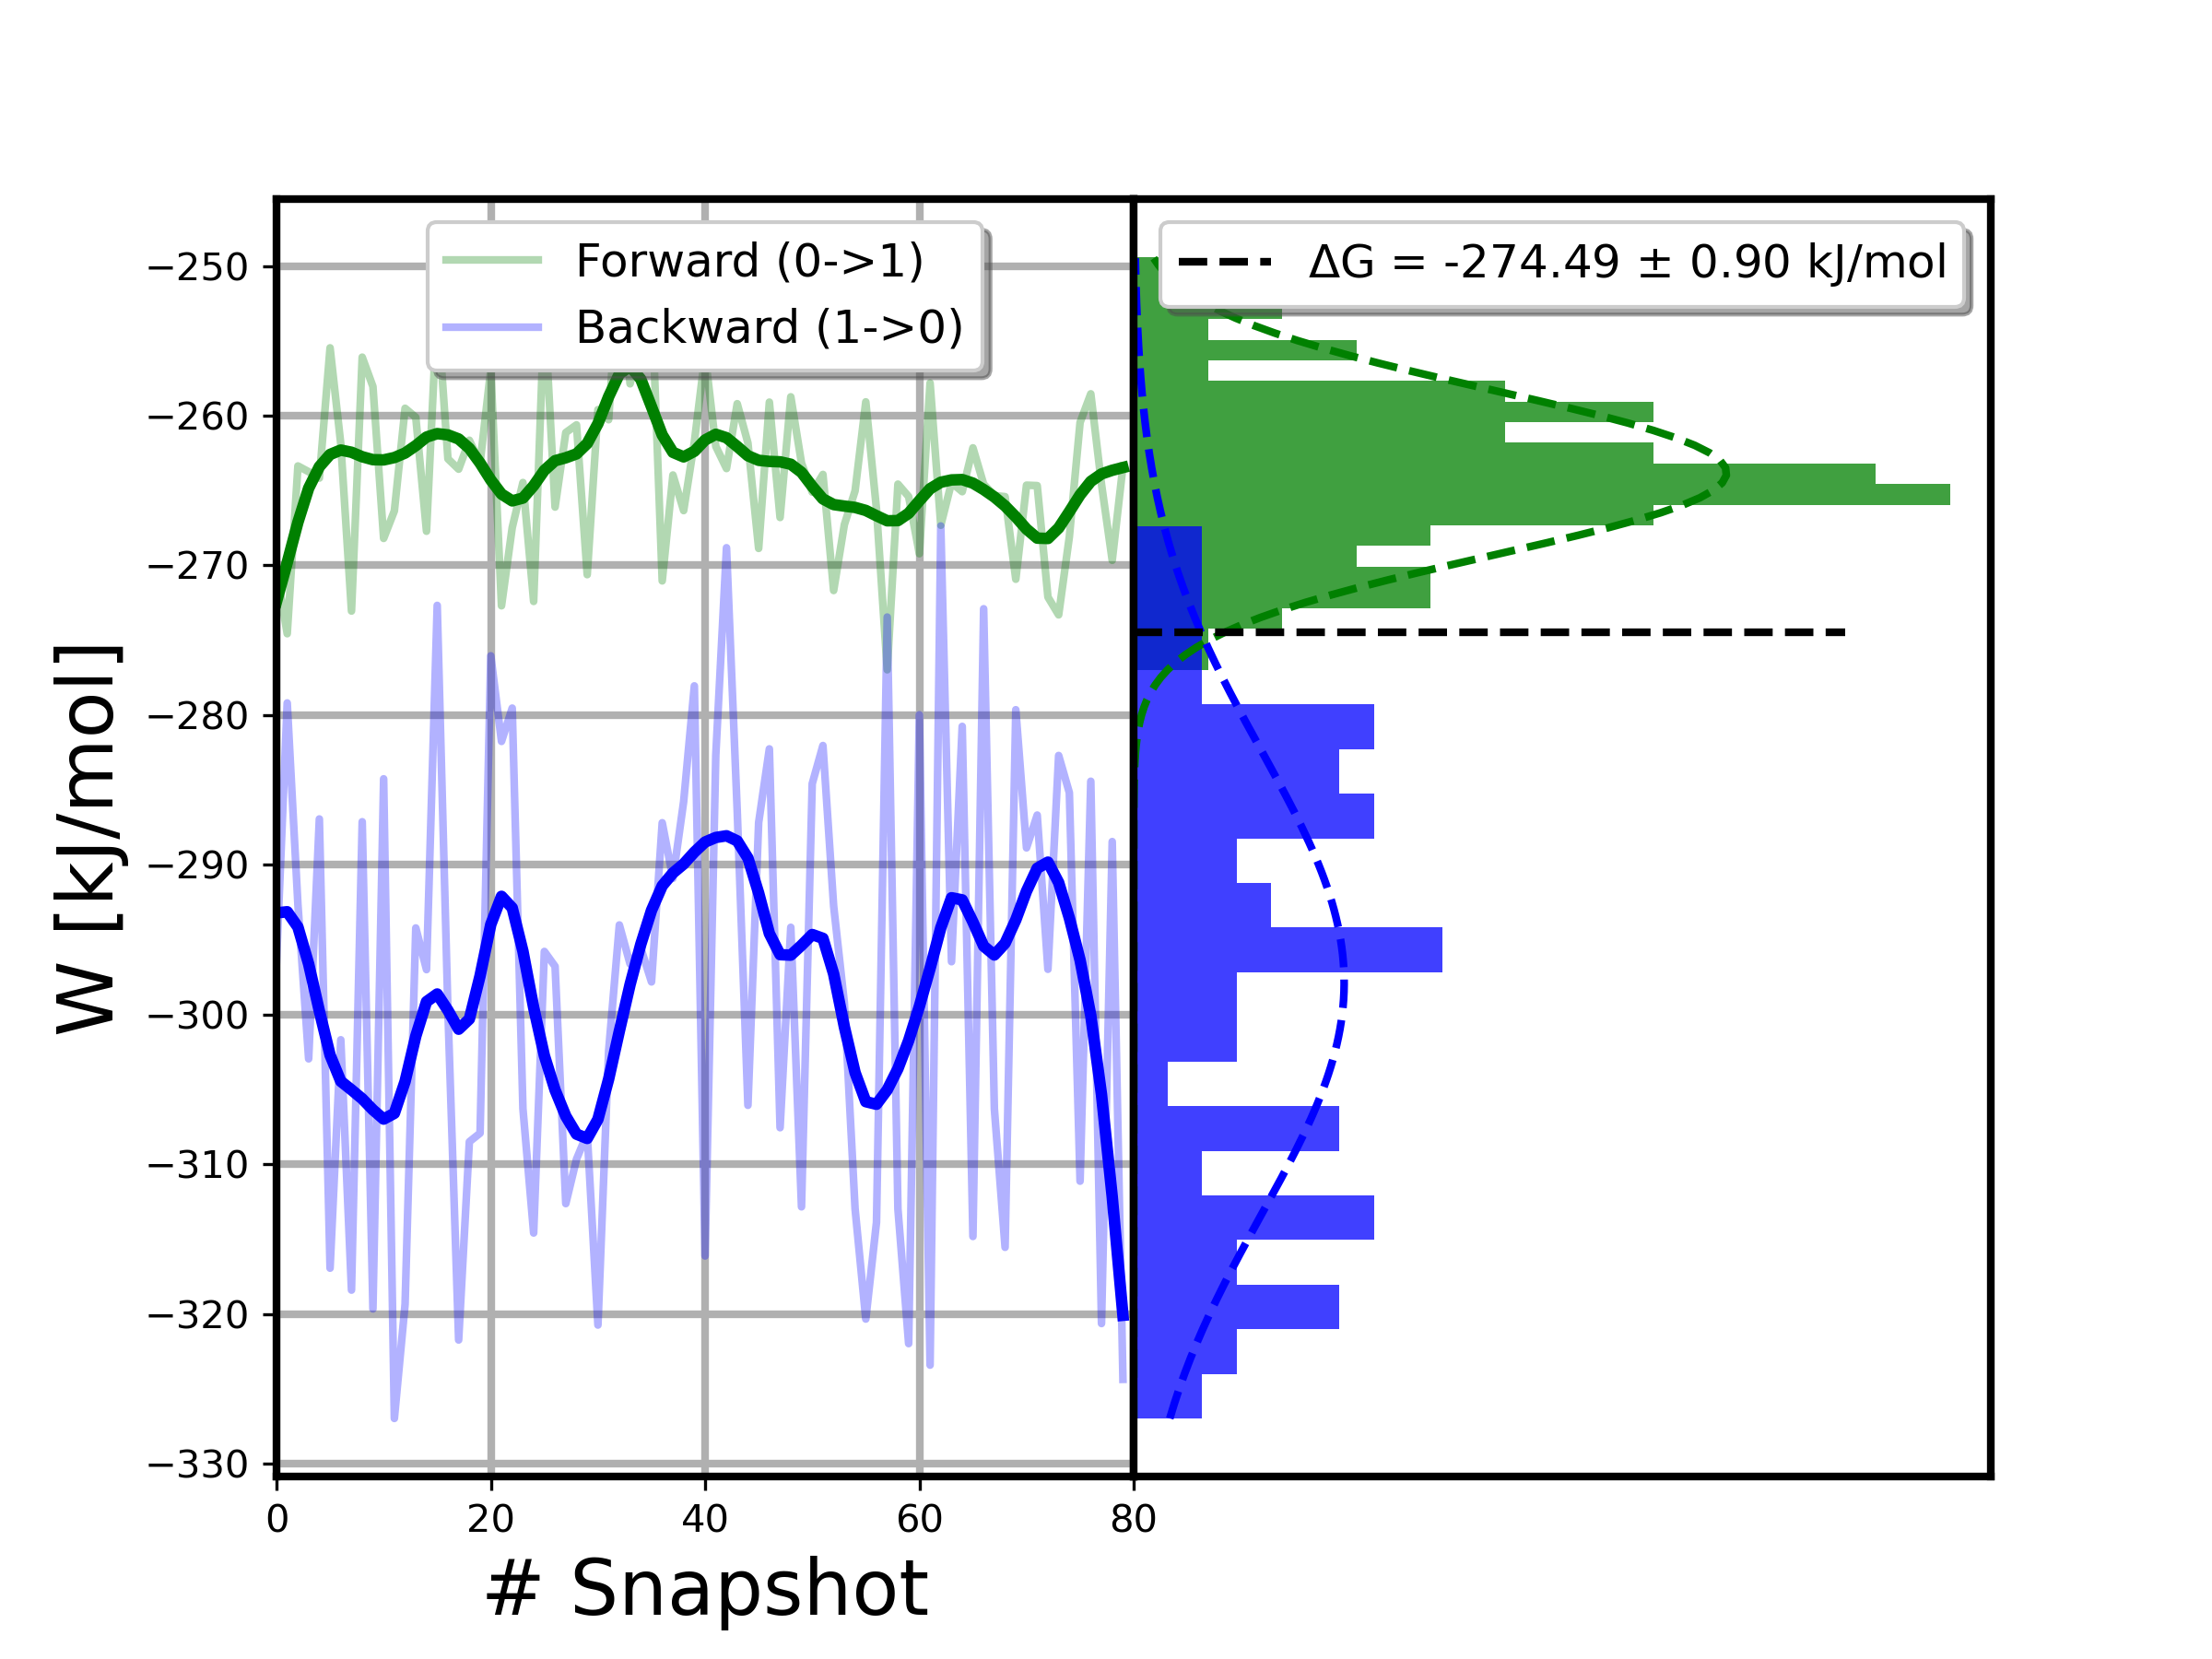 Forward (0->1)
Backward (1->0)
ΔG = -274.49 ± 0.90 kJ/mol
W [kJ/mol]
−250
−260
−270
−280
−290
−300
−310
−320
−330
0 20 40 60 80
# Snapshot